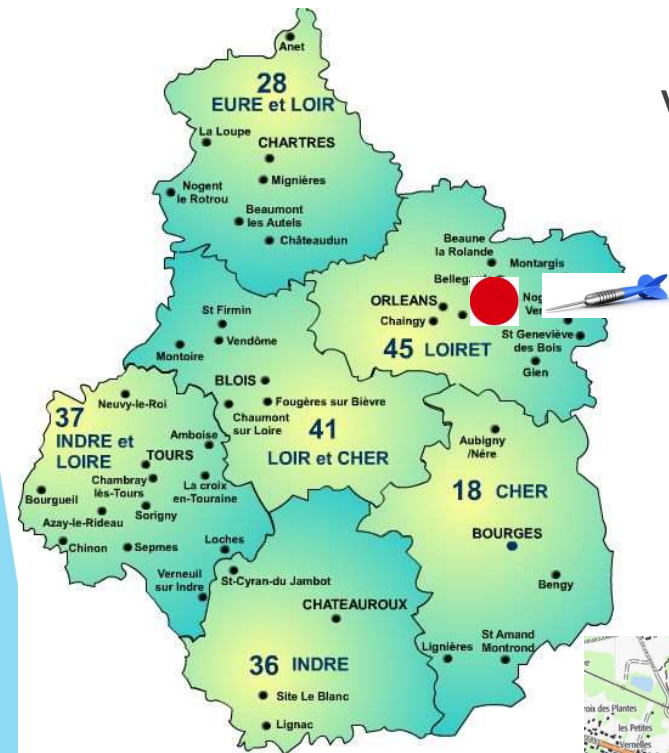 Anet
28
EURE et LOIR
La Loupe
CHARTRES
Mignières
Nogent
le Rotrou
Beaumont
les Autels
Châteaudun
Beaune
la Rolande
Montargis
ORLEANS
Chaingy
45 LOIRET
St Geneviève
des Bois
Gien
St Firmin
Vendôme
Montoire
BLOIS
Fougères sur Bièvre
Chaumont
sur Loire
41
LOIR et CHER
Neuvy-le-Roi
37
INDRE et
LOIRE
Amboise
TOURS
Chambray
lès-Tours
La croix
en-Touraine
Bourgueil
Azay-le-Rideau
Sorigny
Chinon
Sepmes
Loches
Verneuil
sur Indre
Aubigny
/Nére
18 CHER
BOURGES
Bengy
St-Cyran-du Jambot
CHATEAUROUX
36 INDRE
Site Le Blanc
Lignac
Lignières
St Amand
Montrond
les Petites
Vernelles